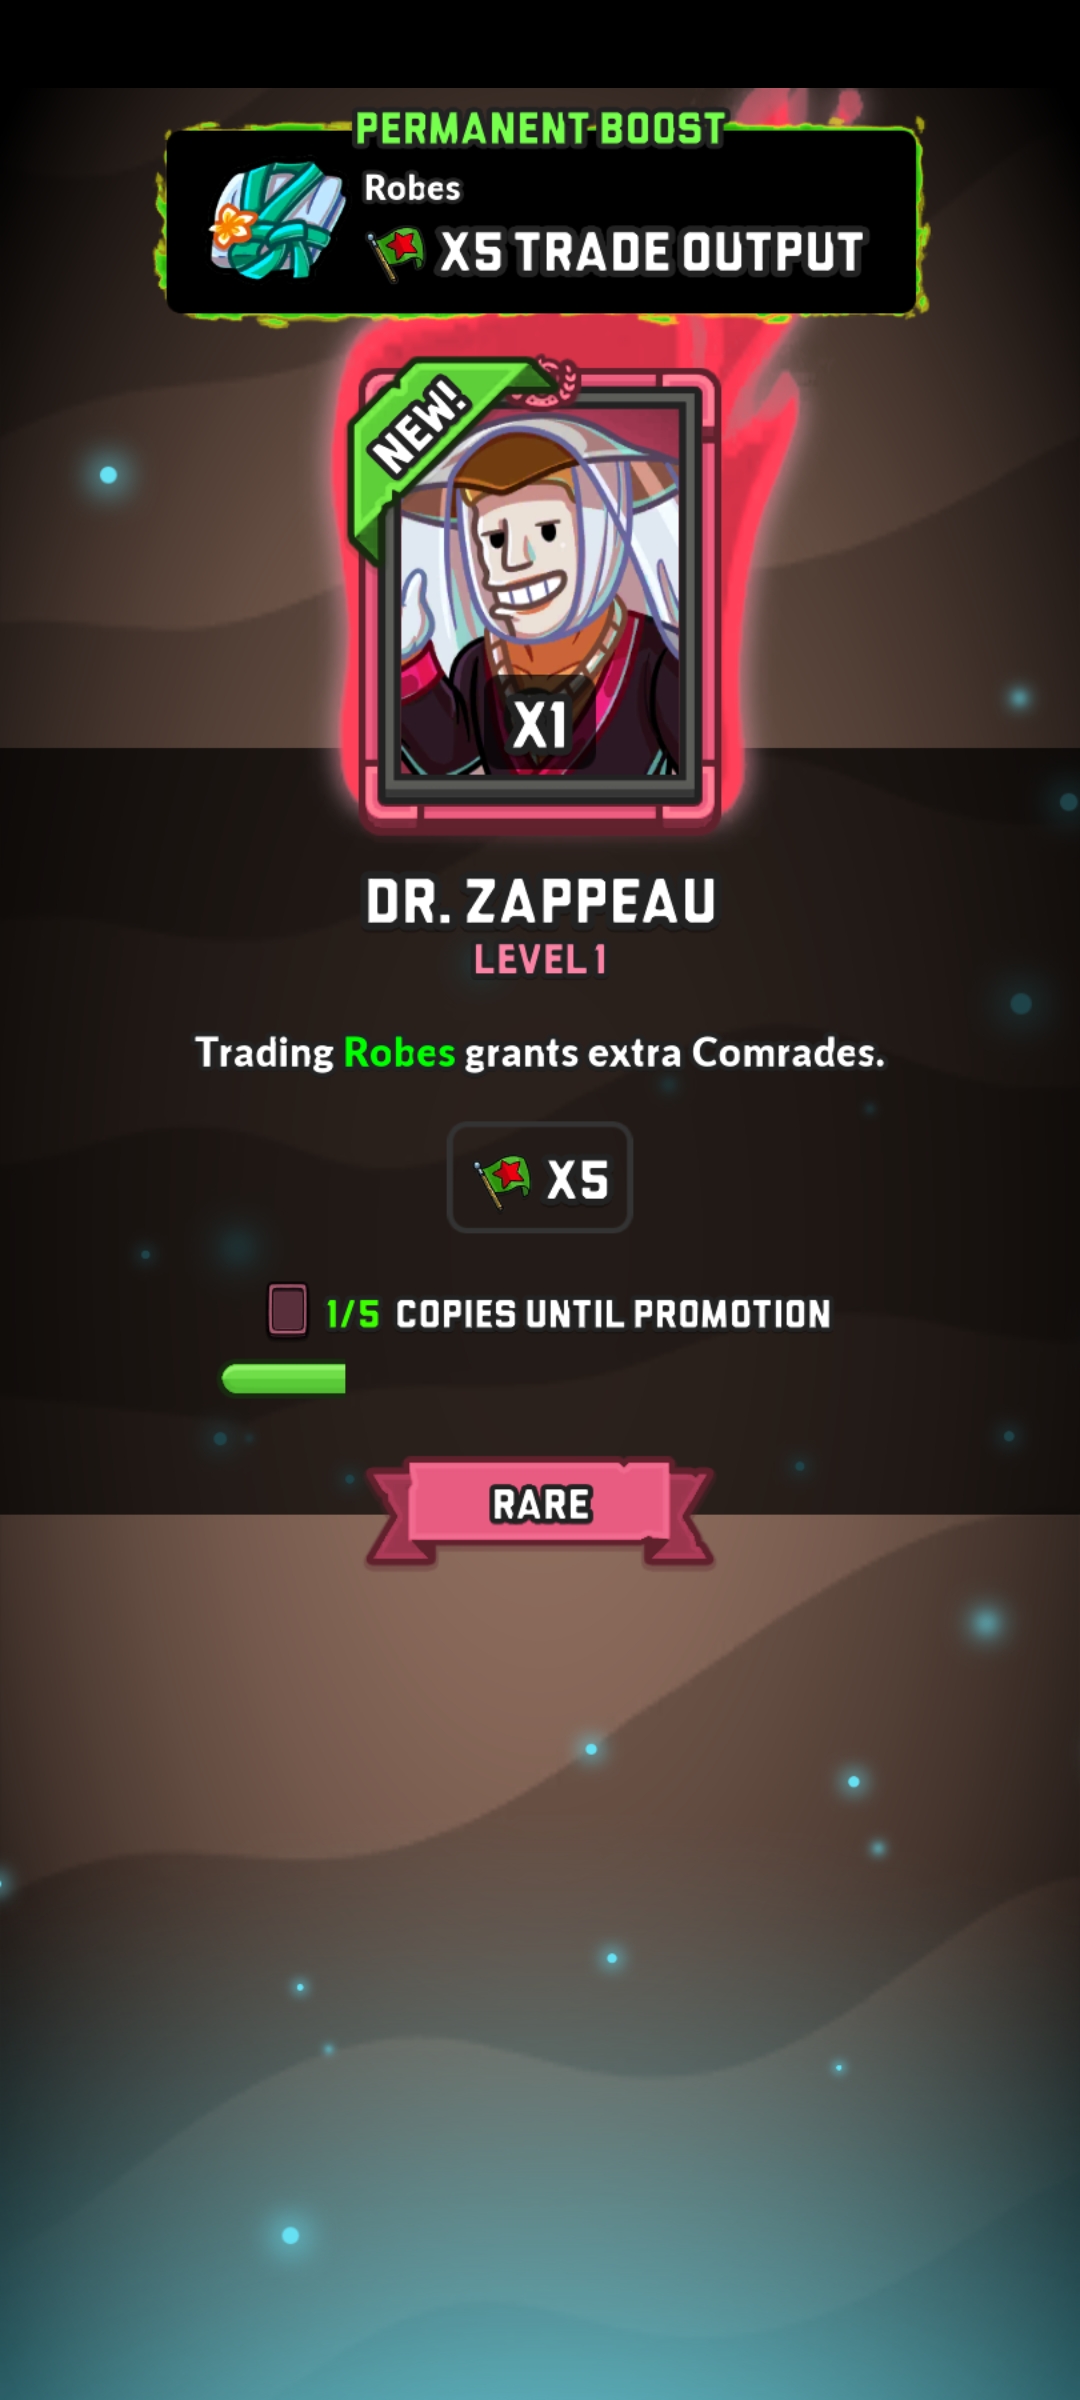 PERMANENT BOOST
Robes
X5 TRADE OUTPUT
NEW!
X1
DR. ZAPPEAU
LEVEL 1
Trading Robes grants extra Comrades.
X5
1/5 COPIES UNTIL PROMOTION
RARE